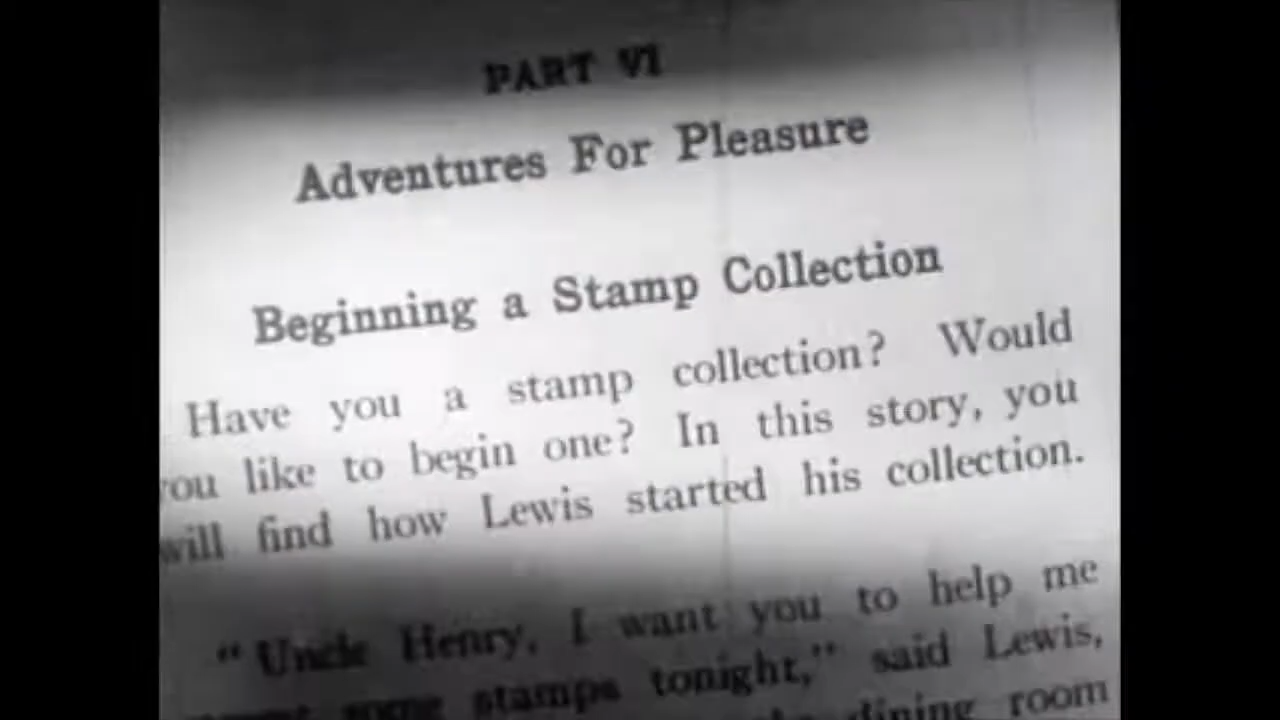 PART VI
Adventures For Pleasure
Beginning a Stamp Collection
Have you a stamp collection? Would
you like to begin one? In this story, you
will find how Lewis started his collection.
"Uncle Henry, I want you to help me
some stamps tonight," said Lewis,
dining room